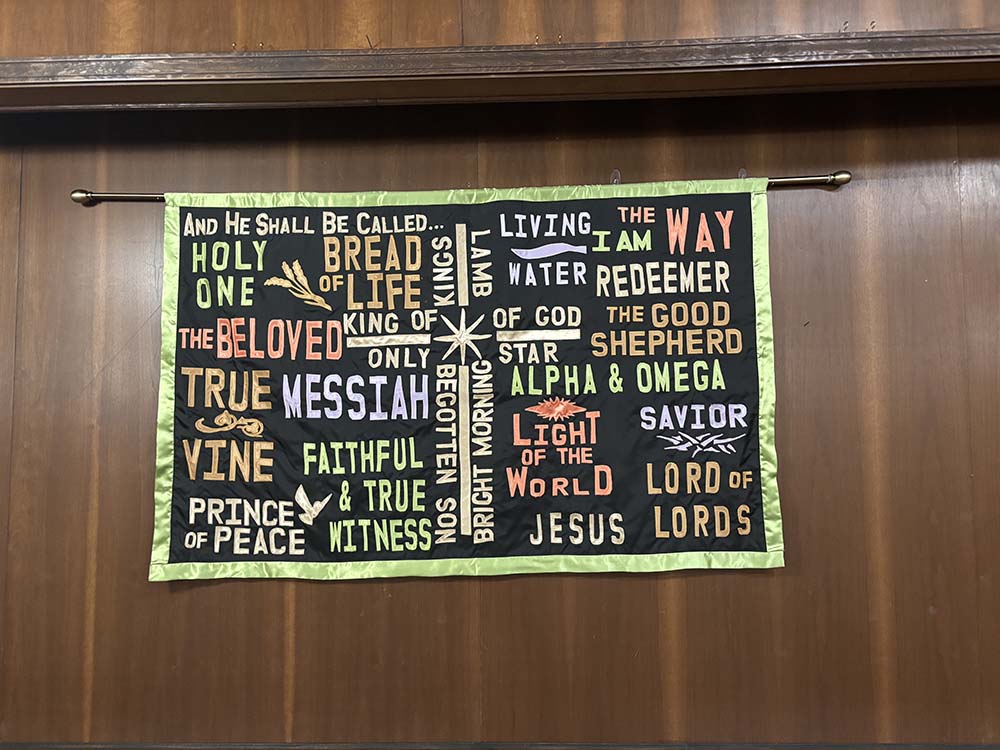 And He Shall Be Called...
HOLY
ONE
BREAD
OF LIFE
THE BELOVED
KING OF
KINGS
LAMB
OF GOD
ONLY
BEGOTTEN SON
STAR
BRIGHT MORNING
TRUE
VINE
MESSIAH
FAITHFUL
& TRUE
WITNESS
PRINCE
OF PEACE
LIVING
WATER
THE
I AM WAY
REDEEMER
THE GOOD
SHEPHERD
ALPHA & OMEGA
LIGHT
OF THE
WORLD
SAVIOR
LORD OF
LORDS
JESUS